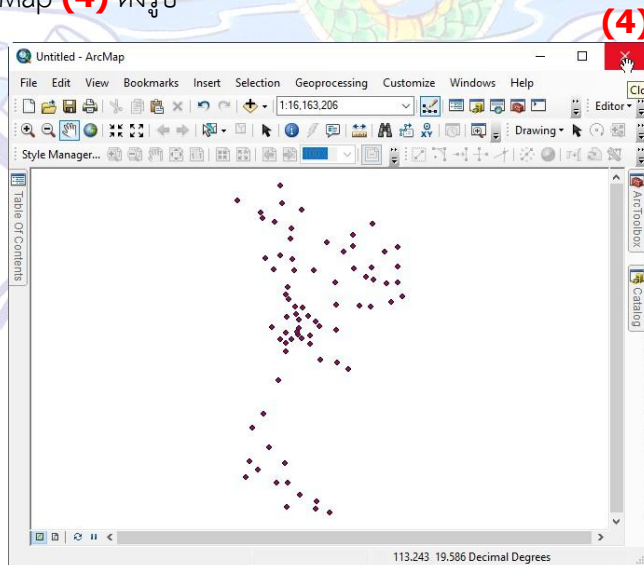 Map (4) ดังรูป
(4)
Untitled - ArcMap
File Edit View Bookmarks Insert Selection Geoprocessing Customize Windows Help
1:16,163,206
Editor
Drawing
Style Manager...
Table Of Contents
ArcToolbox
Catalog
113.243 19.586 Decimal Degrees